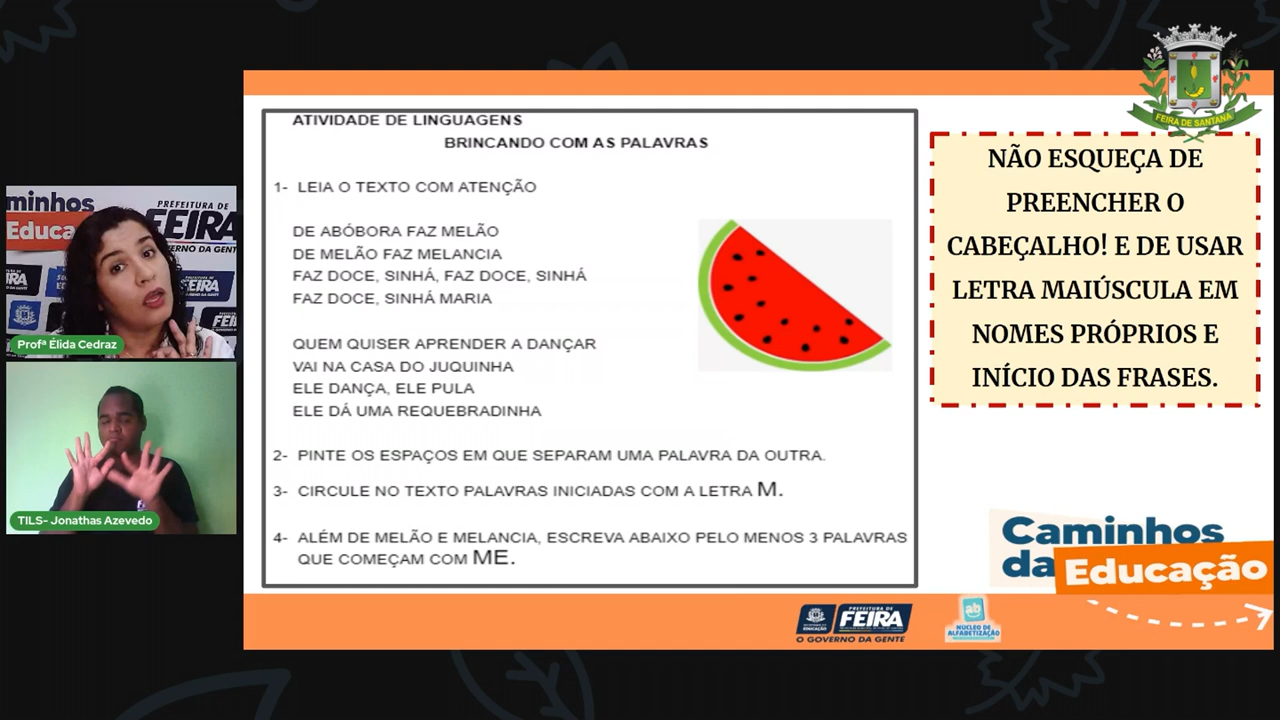 FEIRA DE SANTANA
ATIVIDADE DE LINGUAGENS
BRINCANDO COM AS PALAVRAS
1- LEIA O TEXTO COM ATENÇÃO
DE ABÓBORA FAZ MELÃO
DE MELÃO FAZ MELANCIA
FAZ DOCE, SINHÁ, FAZ DOCE, SINHÁ
FAZ DOCE, SINHÁ MARIA
QUEM QUISER APRENDER A DANÇAR
VAI NA CASA DO JUQUINHA
ELE DANÇA, ELE PULA
ELE DÁ UMA REQUEBRADINHA
2- PINTE OS ESPAÇOS EM QUE SEPARAM UMA PALAVRA DA OUTRA.
3- CIRCULE NO TEXTO PALAVRAS INICIADAS COM A LETRA M.
4- ALÉM DE MELÃO E MELANCIA, ESCREVA ABAIXO PELO MENOS 3 PALAVRAS
QUE COMEÇAM COM ME.
NÃO ESQUEÇA DE
PREENCHER O
CABEÇALHO! E DE USAR
LETRA MAIÚSCULA EM
NOMES PRÓPRIOS E
INÍCIO DAS FRASES.
minhos
Educa
PREFEITURA DE
FEIRA
VERNO DA GENTE
Profª Élida Cedraz
TILS- Jonathas Azevedo
Caminhos
da Educação
PREFEITURA DE
FEIRA
O GOVERNO DA GENTE
ab
NÚCLEO DE
ALFABETIZAÇÃO